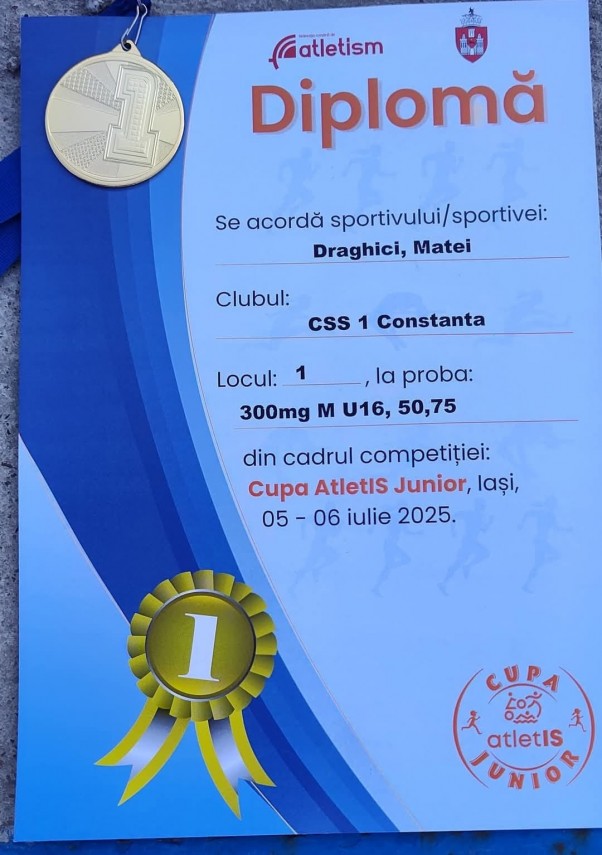 1
atletism
Diplomă
Se acordă sportivului/sportivei:
Draghici, Matei
Clubul:
CSS 1 Constanta
Locul: 1 , la proba:
300mg M U16, 50,75
din cadrul competiției:
Cupa AtletIS Junior, Iași,
05 - 06 iulie 2025.
1
CUPA
atletIS
JUNIOR